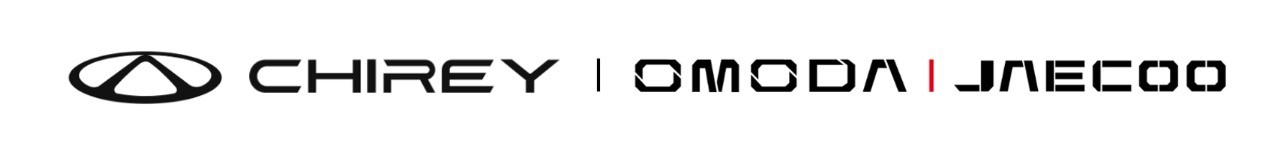 CHIREY | OMODA | JAECOO